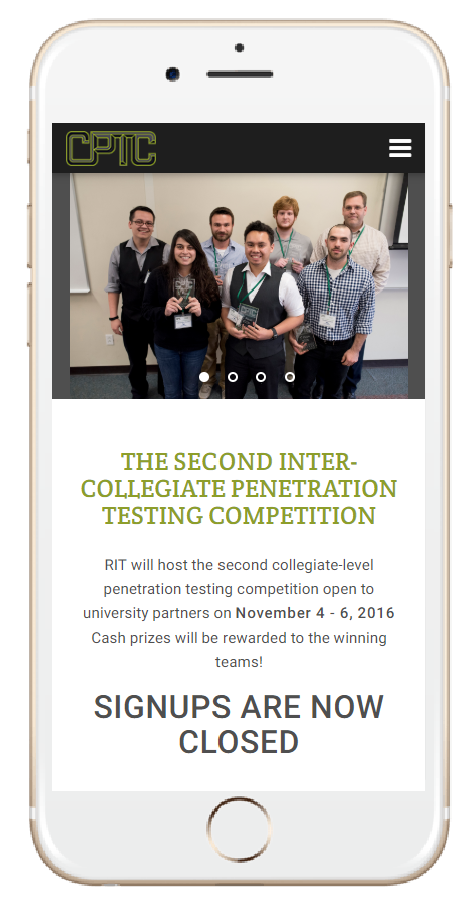 CPTC
THE SECOND INTER-
COLLEGIATE PENETRATION
TESTING COMPETITION
RIT will host the second collegiate-level
penetration testing competition open to
university partners on November 4 - 6, 2016
Cash prizes will be rewarded to the winning
teams!
SIGNUPS ARE NOW
CLOSED